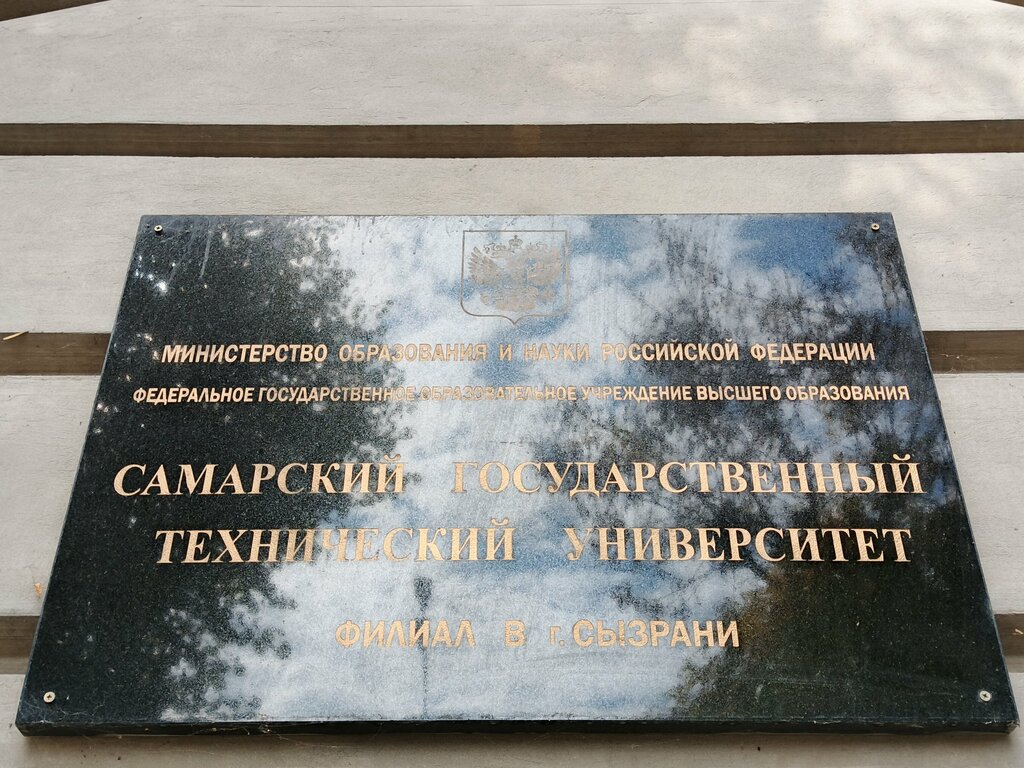 МИНИСТЕРСТВО ОБРАЗОВАНИЯ И НАУКИ РОССИЙСКОЙ ФЕДЕРАЦИИ
ФЕДЕРАЛЬНОЕ ГОСУДАРСТВЕННОЕ ОБРАЗОВАТЕЛЬНОЕ УЧРЕЖДЕНИЕ ВЫСШЕГО ОБРАЗОВАНИЯ
САМАРСКИЙ ГОСУДАРСТВЕННЫЙ
ТЕХНИЧЕСКИЙ УНИВЕРСИТЕТ
ФИЛИАЛ В г. СЫЗРАНИ